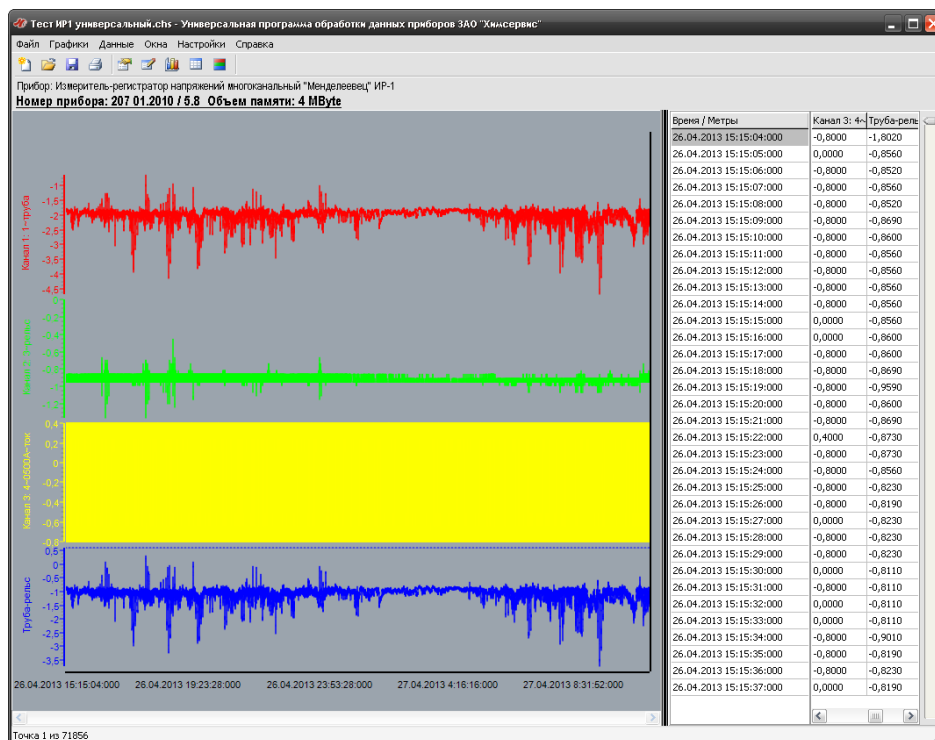 Тест ИР1 универсальный.chs - Универсальная программа обработки данных приборов ЗАО "Химсервис"
Файл Графики Данные Окна Настройки Справка
Прибор: Измеритель-регистратор напряжений многоканальный "Менделеевец" ИР-1
Номер прибора: 207 01.2010 / 5.8 Объем памяти: 4 MByte
Канал 1: 1-труба
-1
-1,5
-2
-2,5
-3
-3,5
-4
-4,5
0
-0,2
-0,4
Канал 3: 4-0500А-ток
0,4
0,2
0
-0,2
-0,4
-0,6
-0,8
Труба-рельс
0,5
0
-0,5
-1
-1,5
-2
-2,5
-3
-3,5
26.04.2013 15:15:04:000 26.04.2013 19:23:28:000 26.04.2013 23:53:28:000 27.04.2013 4:16:16:000 27.04.2013 8:31:52:000
Время / Метры Канал 3: 4~ Труба-рель
26.04.2013 15:15:04:000 -0,8000 -1,8020
26.04.2013 15:15:05:000 0,0000 -0,8560
26.04.2013 15:15:06:000 -0,8000 -0,8520
26.04.2013 15:15:07:000 -0,8000 -0,8560
26.04.2013 15:15:08:000 -0,8000 -0,8520
26.04.2013 15:15:09:000 -0,8000 -0,8690
26.04.2013 15:15:10:000 -0,8000 -0,8600
26.04.2013 15:15:11:000 -0,8000 -0,8560
26.04.2013 15:15:12:000 -0,8000 -0,8560
26.04.2013 15:15:13:000 -0,8000 -0,8560
26.04.2013 15:15:14:000 -0,8000 -0,8560
26.04.2013 15:15:15:000 0,0000 -0,8560
26.04.2013 15:15:16:000 0,0000 -0,8600
26.04.2013 15:15:17:000 -0,8000 -0,8600
26.04.2013 15:15:18:000 -0,8000 -0,8690
26.04.2013 15:15:19:000 -0,8000 -0,9590
26.04.2013 15:15:20:000 -0,8000 -0,8600
26.04.2013 15:15:21:000 -0,8000 -0,8690
26.04.2013 15:15:22:000 0,4000 -0,8730
26.04.2013 15:15:23:000 -0,8000 -0,8730
26.04.2013 15:15:24:000 -0,8000 -0,8560
26.04.2013 15:15:25:000 -0,8000 -0,8230
26.04.2013 15:15:26:000 -0,8000 -0,8190
26.04.2013 15:15:27:000 0,0000 -0,8230
26.04.2013 15:15:28:000 -0,8000 -0,8230
26.04.2013 15:15:29:000 -0,8000 -0,8230
26.04.2013 15:15:30:000 0,0000 -0,8110
26.04.2013 15:15:31:000 -0,8000 -0,8110
26.04.2013 15:15:32:000 0,0000 -0,8110
26.04.2013 15:15:33:000 0,0000 -0,8110
26.04.2013 15:15:34:000 -0,8000 -0,9010
26.04.2013 15:15:35:000 -0,8000 -0,8190
26.04.2013 15:15:36:000 -0,8000 -0,8230
26.04.2013 15:15:37:000 0,0000 -0,8190
Точка 1 из 71856